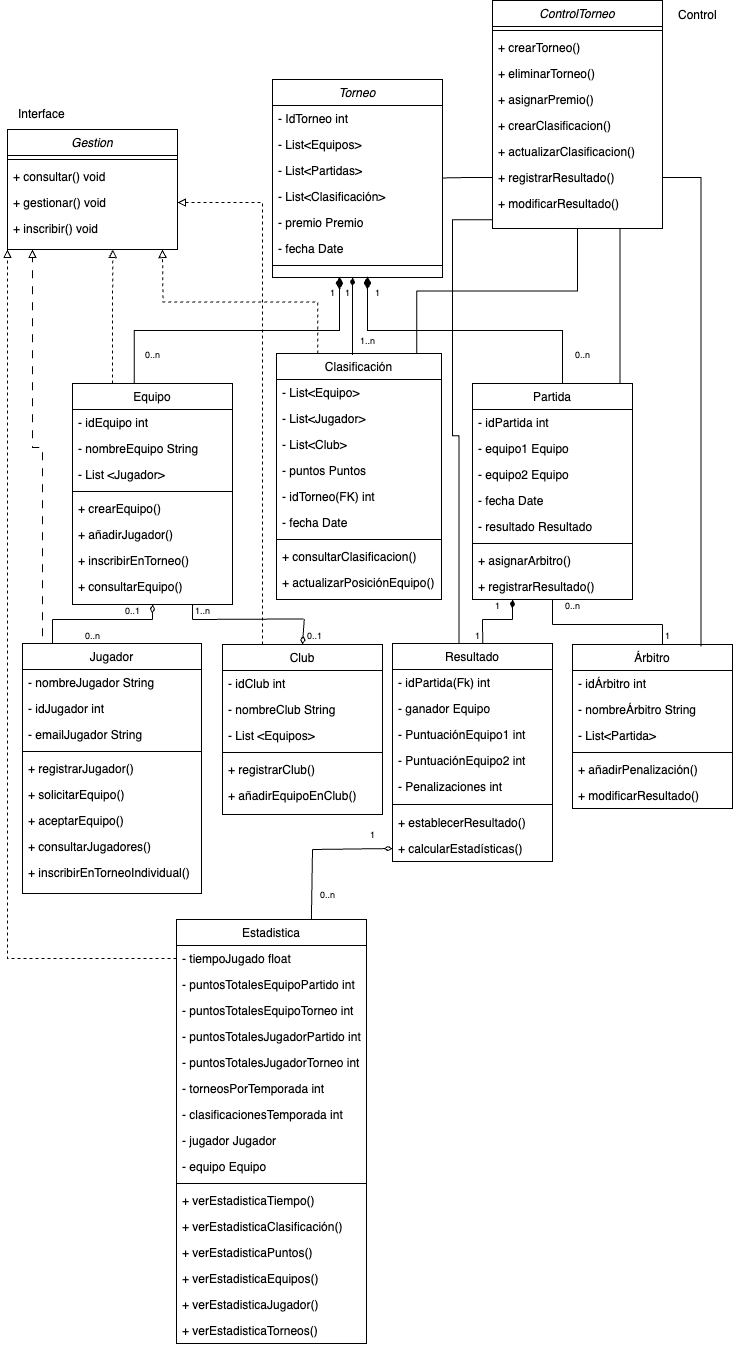 ControlTorneo
Control
+ crearTorneo()
+ eliminarTorneo()
+ asignarPremio()
+ crearClasificacion()
+ actualizarClasificacion()
+ registrarResultado()
+ modificarResultado()
Torneo
- IdTorneo int
- List<Equipos>
- List<Partidas>
- List<Clasificación>
- premio Premio
- fecha Date
Interface
Gestion
+ consultar() void
+ gestionar() void
+ inscribir() void
1
1
1
0..n
1..n
0..n
Equipo
- idEquipo int
- nombreEquipo String
- List <Jugador>
+ crearEquipo()
+ añadirJugador()
+ inscribirEnTorneo()
+ consultarEquipo()
Clasificación
- List<Equipo>
- List<Jugador>
- List<Club>
- puntos Puntos
- idTorneo(FK) int
- fecha Date
+ consultarClasificacion()
+ actualizarPosiciónEquipo()
Partida
- idPartida int
- equipo1 Equipo
- equipo2 Equipo
- fecha Date
- resultado Resultado
+ asignarArbitro()
+ registrarResultado()
0..1
1..n
1
0..n
0..n
0..1
1
1
Jugador
- nombreJugador String
- idJugador int
- emailJugador String
+ registrarJugador()
+ solicitarEquipo()
+ aceptarEquipo()
+ consultarJugadores()
+ inscribirEnTorneoIndividual()
Club
- idClub int
- nombreClub String
- List <Equipos>
+ registrarClub()
+ añadirEquipoEnClub()
Resultado
- idPartida(Fk) int
- ganador Equipo
- PuntuaciónEquipo1 int
- PuntuaciónEquipo2 int
- Penalizaciones int
+ establecerResultado()
+ calcularEstadísticas()
Árbitro
- idÁrbitro int
- nombreÁrbitro String
- List<Partida>
+ añadirPenalización()
+ modificarResultado()
1
0..n
Estadistica
- tiempoJugado float
- puntosTotalesEquipoPartido int
- puntosTotalesEquipoTorneo int
- puntosTotalesJugadorPartido int
- puntosTotalesJugadorTorneo int
- torneosPorTemporada int
- clasificacionesTemporada int
- jugador Jugador
- equipo Equipo
+ verEstadisticaTiempo()
+ verEstadisticaClasificación()
+ verEstadisticaPuntos()
+ verEstadisticaEquipos()
+ verEstadisticaJugador()
+ verEstadisticaTorneos()